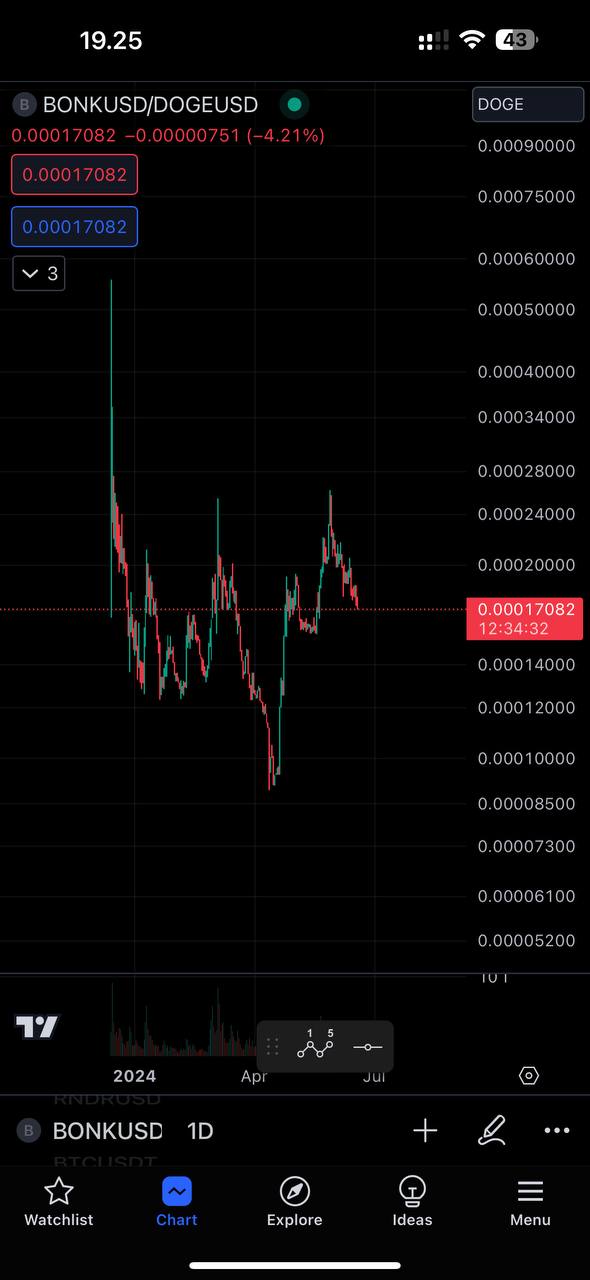 19.25
43
B BONKUSD/DOGEUSD
DOGE
0.00017082 −0.00000751 (−4.21%)
0.00017082
0.00017082
3
0.00090000
0.00075000
0.00060000
0.00050000
0.00040000
0.00034000
0.00028000
0.00024000
0.00020000
0.00017082
12:34:32
0.00014000
0.00012000
0.00010000
0.00008500
0.00007300
0.00006100
0.00005200
10 T
1 5
2024 Apr Jul
RNDRUSD
B BONKUSD 1D
BTCUSDT
Watchlist Chart Explore Ideas Menu